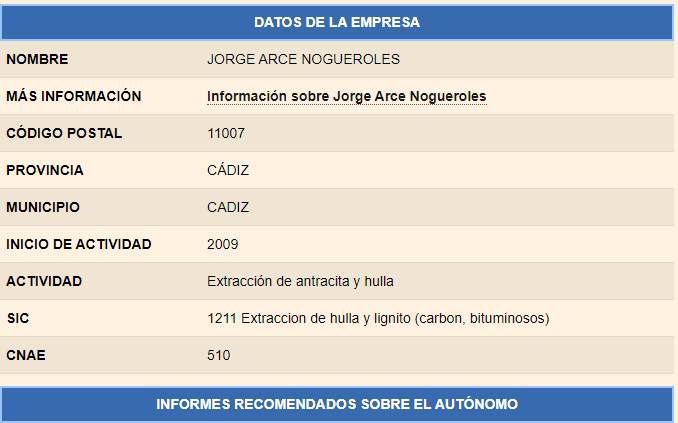 DATOS DE LA EMPRESA
NOMBRE JORGE ARCE NOGUEROLES
MÁS INFORMACIÓN Información sobre Jorge Arce Nogueroles
CÓDIGO POSTAL 11007
PROVINCIA CÁDIZ
MUNICIPIO CADIZ
INICIO DE ACTIVIDAD 2009
ACTIVIDAD Extracción de antracita y hulla
SIC 1211 Extraccion de hulla y lignito (carbon, bituminosos)
CNAE 510
INFORMES RECOMENDADOS SOBRE EL AUTÓNOMO